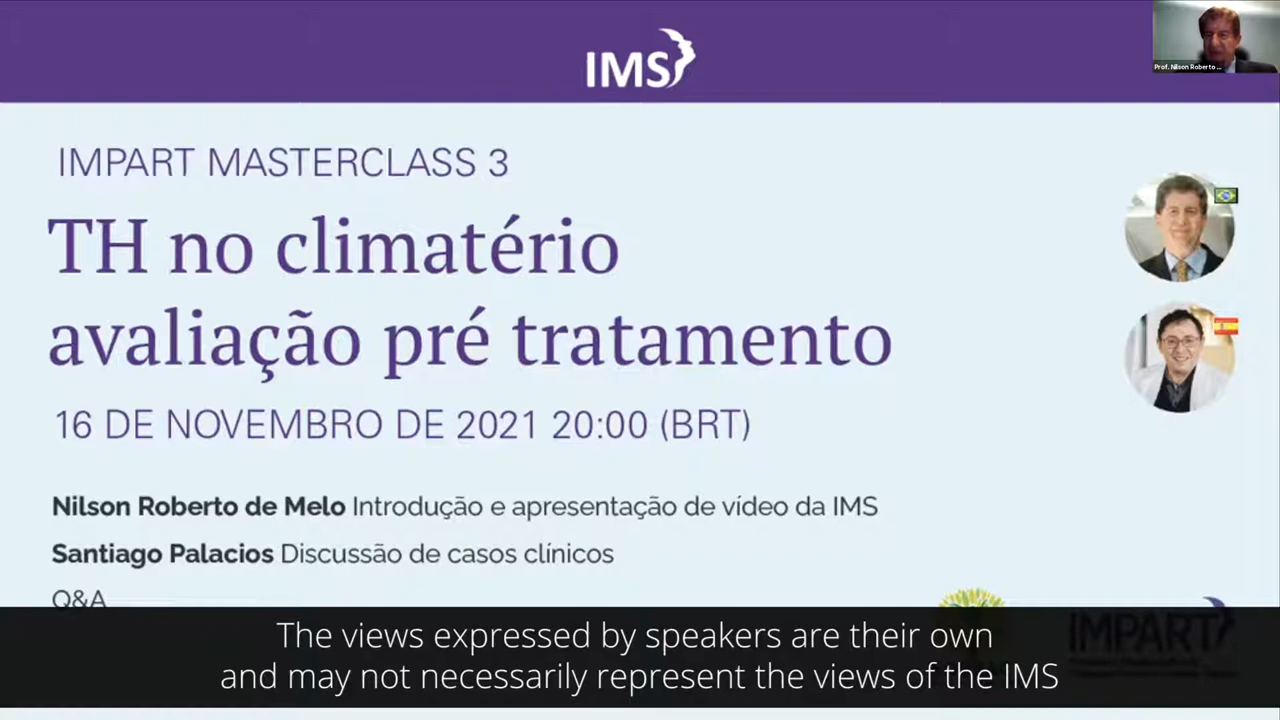 IMS
Prof. Nilson Roberto ...
IMPART MASTERCLASS 3
TH no climatério
avaliação pré tratamento
16 DE NOVEMBRO DE 2021 20:00 (BRT)
Nilson Roberto de Melo Introdução e apresentação de vídeo da IMS
Santiago Palacios Discussão de casos clínicos
Q&A
IMPART
The views expressed by speakers are their own
and may not necessarily represent the views of the IMS